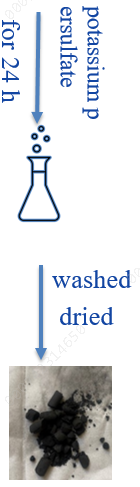 potassium p
ersulfate
for 24 h
washed
dried